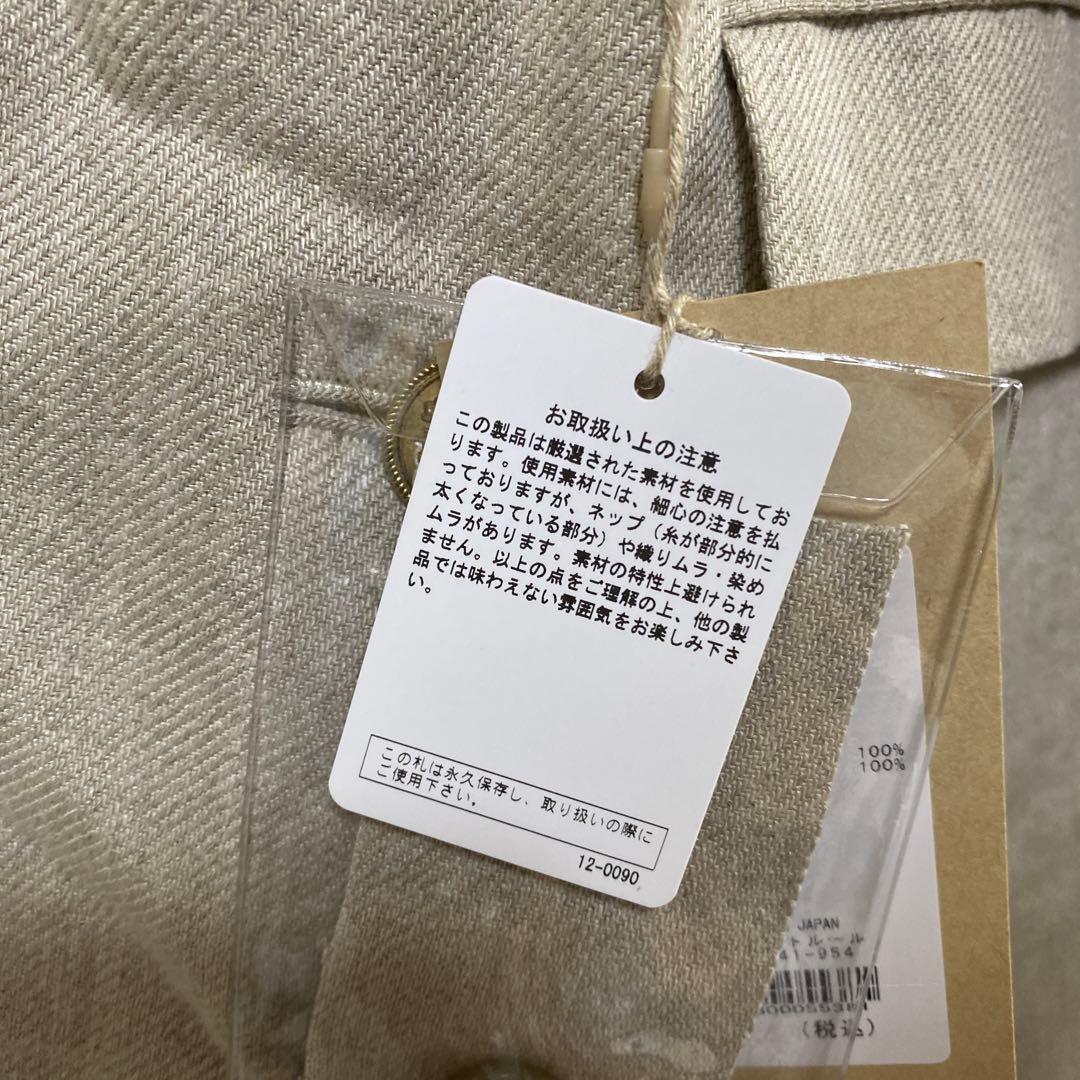 お取扱い上の注意
この製品は厳選された素材を使用してお
ります。使用素材には、細心の注意を払
っておりますが、ネップ（糸が部分的に
太くなっている部分）や織りムラ・染め
ムラがあります。素材の特性上避けられ
ません。以上の点をご理解の上、他の製
品では味わえない雰囲気をお楽しみ下さ
い。
この札は永久保存し、取り扱いの際に
ご使用下さい。
12-0090
100%
100%
JAPAN
トルール
41-954
（税込）